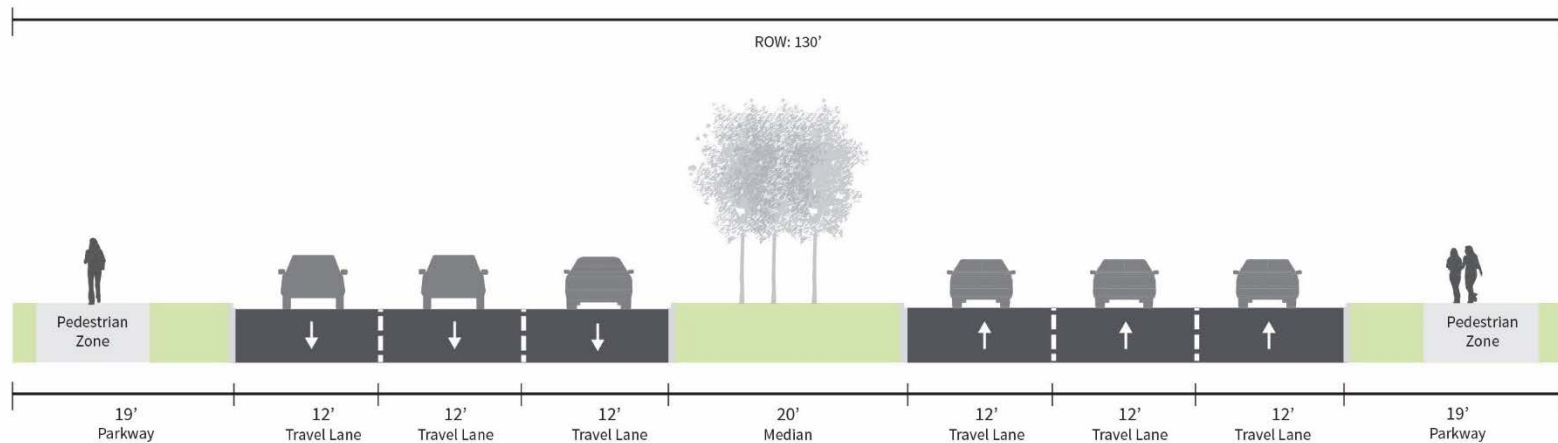 ROW: 130’
Pedestrian
Zone
Pedestrian
Zone
19’
Parkway
12’
Travel Lane
12’
Travel Lane
12’
Travel Lane
20’
Median
12’
Travel Lane
12’
Travel Lane
12’
Travel Lane
19’
Parkway